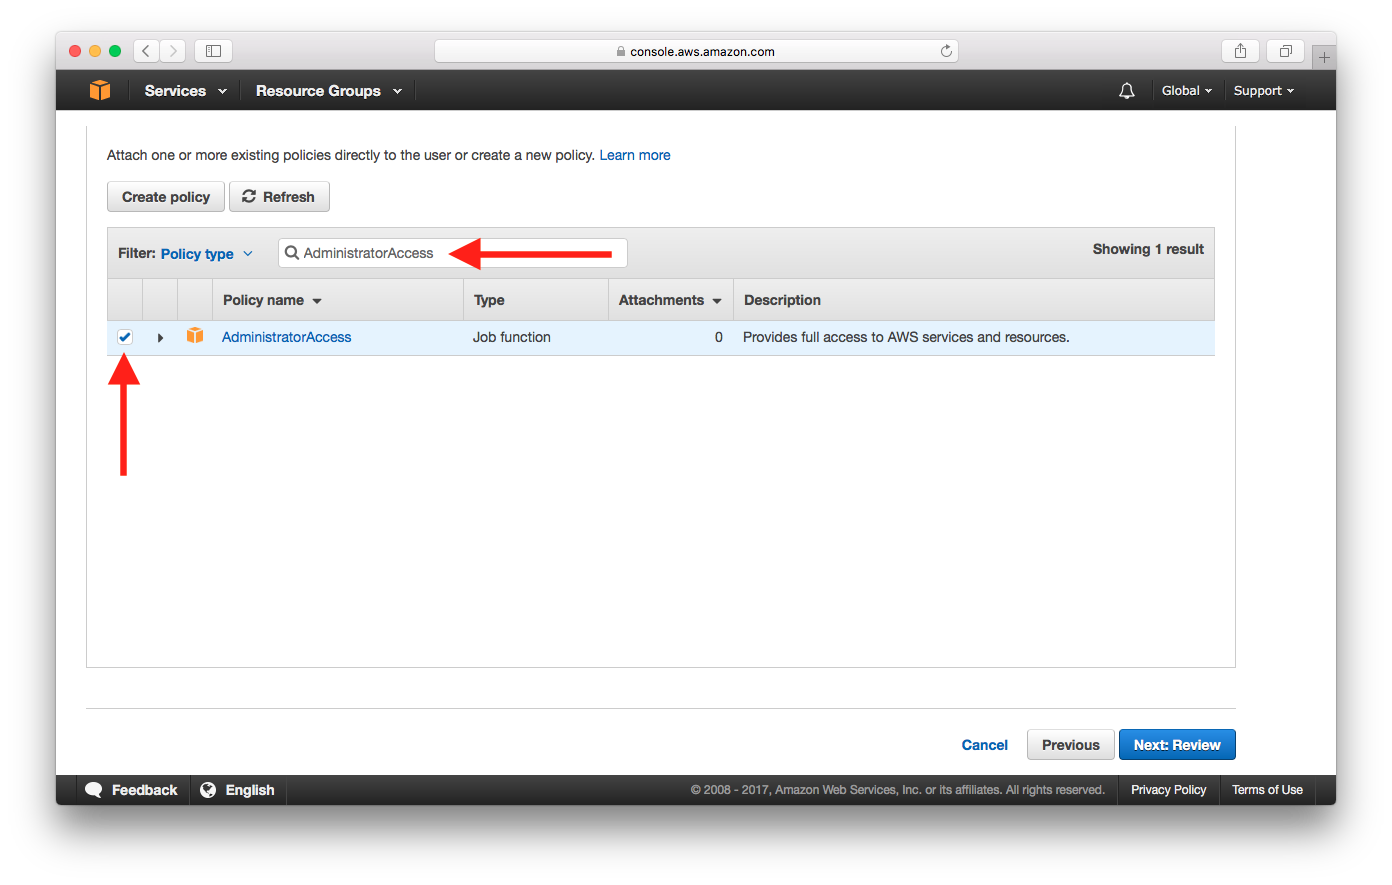 console.aws.amazon.com
Services Resource Groups Global Support
Attach one or more existing policies directly to the user or create a new policy. Learn more
Create policy Refresh
Filter: Policy type AdministratorAccess Showing 1 result
Policy name Type Attachments Description
AdministratorAccess Job function 0 Provides full access to AWS services and resources.
Cancel Previous Next: Review
Feedback English © 2008 - 2017, Amazon Web Services, Inc. or its affiliates. All rights reserved. Privacy Policy Terms of Use